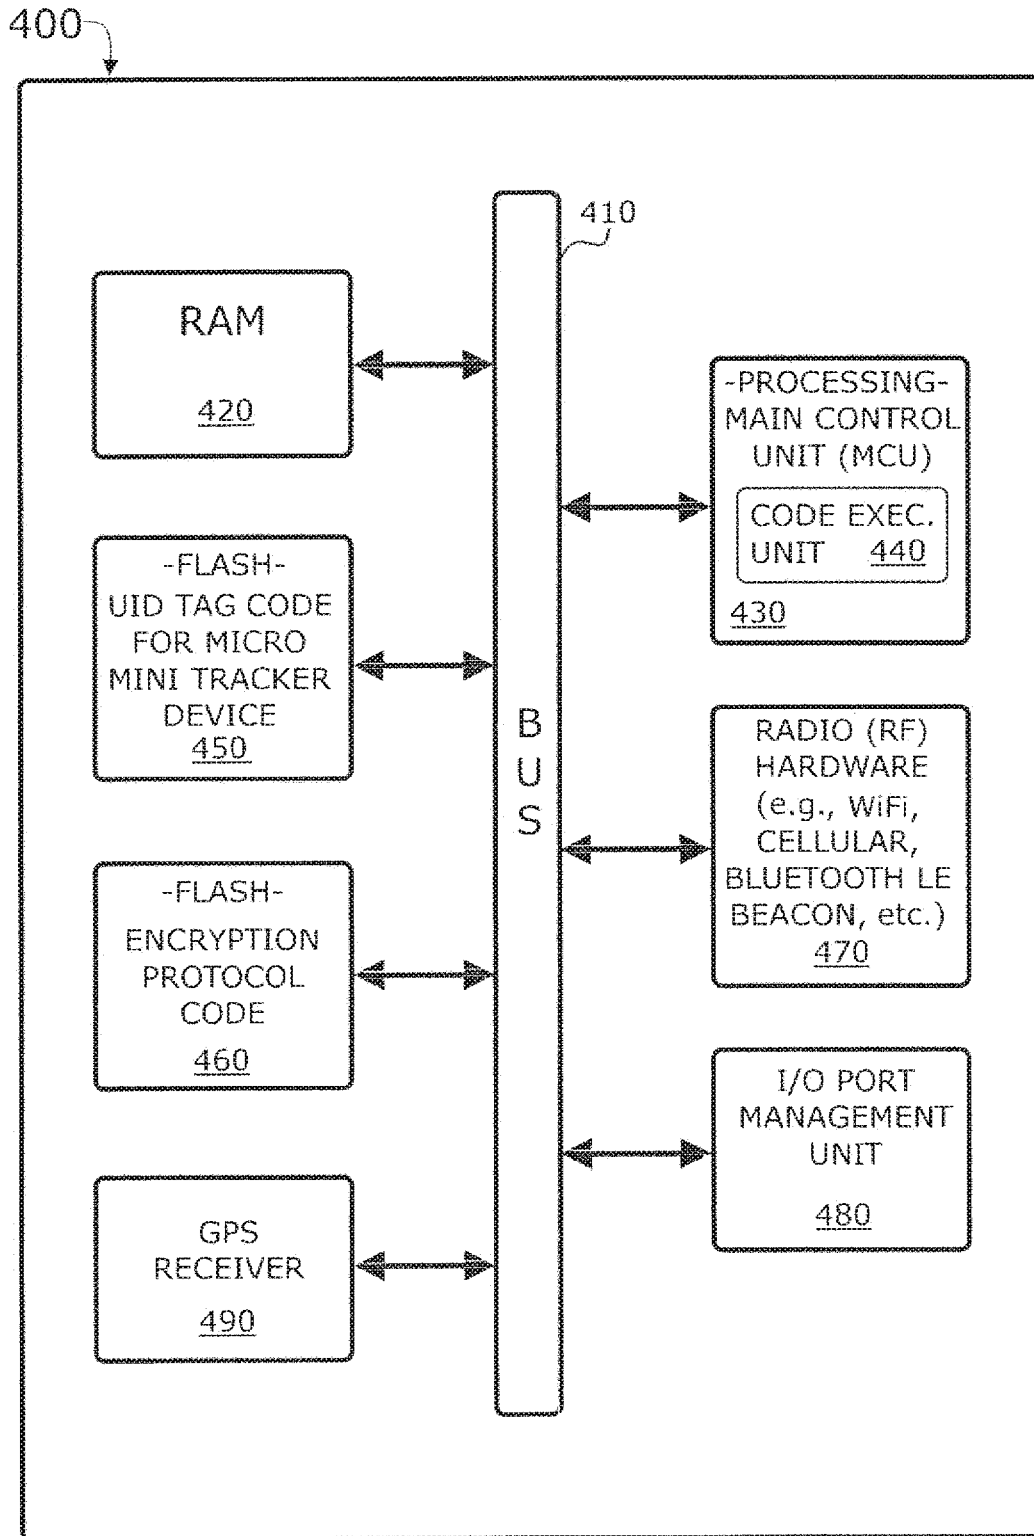 400
410
RAM
420
-FLASH-
UID TAG CODE
FOR MICRO
MINI TRACKER
DEVICE
450
-FLASH-
ENCRYPTION
PROTOCOL
CODE
460
GPS
RECEIVER
490
B
U
S
-PROCESSING-
MAIN CONTROL
UNIT (MCU)
CODE EXEC.
UNIT 440
430
RADIO (RF)
HARDWARE
(e.g., WiFi,
CELLULAR,
BLUETOOTH LE
BEACON, etc.)
470
I/O PORT
MANAGEMENT
UNIT
480